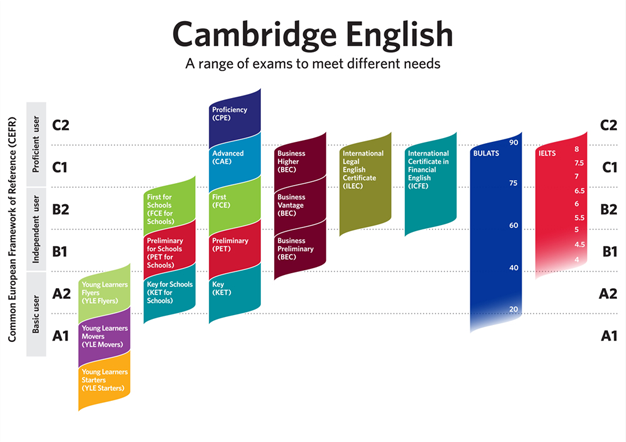 Cambridge English
A range of exams to meet different needs
Common European Framework of Reference (CEFR)
Proficient user
Independent user
Basic user
C2
C1
B2
B1
A2
A1
Young Learners
Flyers
(YLE Flyers)
Young Learners
Movers
(YLE Movers)
Young Learners
Starters
(YLE Starters)
First for
Schools
(FCE for
Schools)
Preliminary
for Schools
(PET for
Schools)
Key for Schools
(KET for
Schools)
Proficiency
(CPE)
Advanced
(CAE)
First
(FCE)
Preliminary
(PET)
Key
(KET)
Business
Higher
(BEC)
Business
Vantage
(BEC)
Business
Preliminary
(BEC)
International
Legal
English
Certificate
(ILEC)
International
Certificate in
Financial
English
(ICFE)
BULATS
90
75
60
40
20
IELTS
8
7.5
7
6.5
6
5.5
5
4.5
4
C2
C1
B2
B1
A2
A1